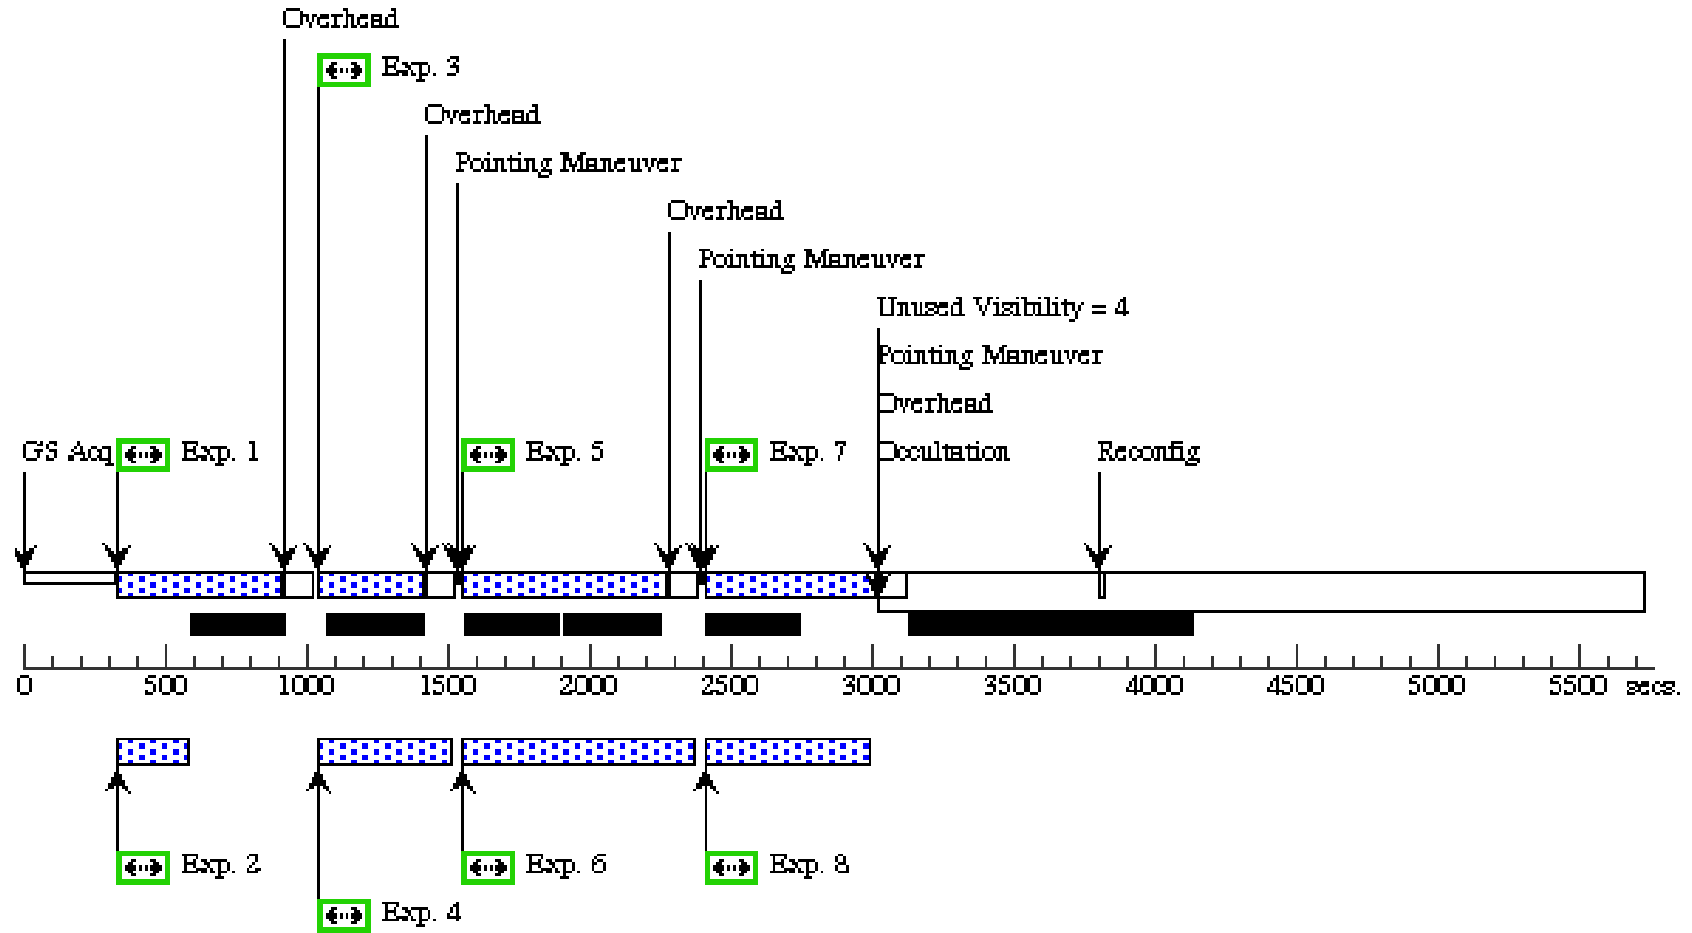 Overhead
Exp. 3
Overhead
Pointing Maneuver
Overhead
Pointing Maneuver
Unused Visibility = 4
Pointing Maneuver
Overhead
GS Acq Exp. 1 Exp. 5 Exp. 7 Occultation Reconfig
0 500 1000 1500 2000 2500 3000 3500 4000 4500 5000 5500 secs.
Exp. 2 Exp. 6 Exp. 8
Exp. 4